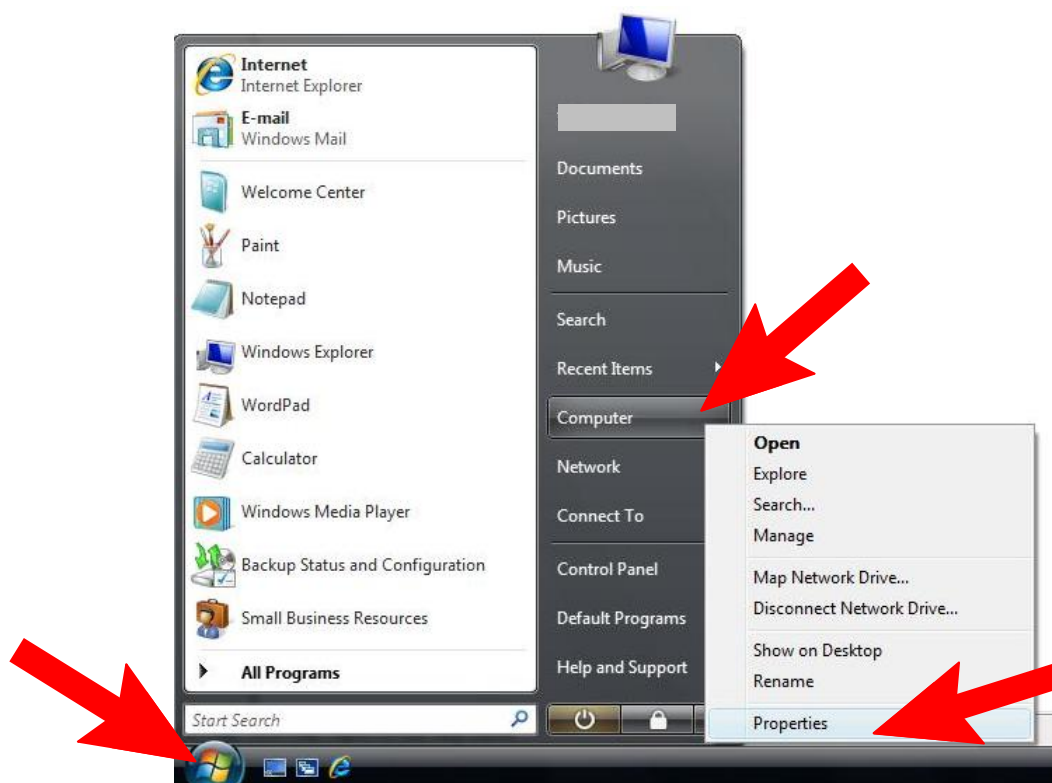 Internet
Internet Explorer
E-mail
Windows Mail
Welcome Center
Paint
Notepad
Windows Explorer
WordPad
Calculator
Windows Media Player
Backup Status and Configuration
Small Business Resources
All Programs
Start Search
Documents
Pictures
Music
Search
Recent Items
Computer
Network
Connect To
Control Panel
Default Programs
Help and Support
Open
Explore
Search...
Manage
Map Network Drive...
Disconnect Network Drive...
Show on Desktop
Rename
Properties